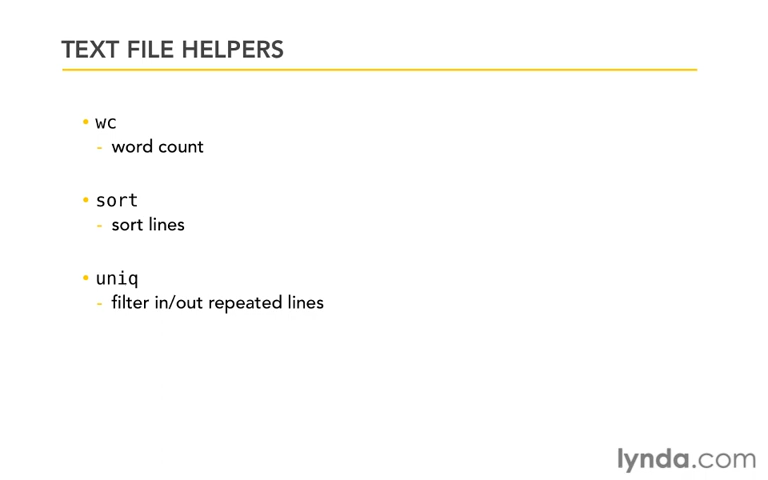 TEXT FILE HELPERS
• wc
- word count
• sort
- sort lines
• uniq
- filter in/out repeated lines
lynda.com